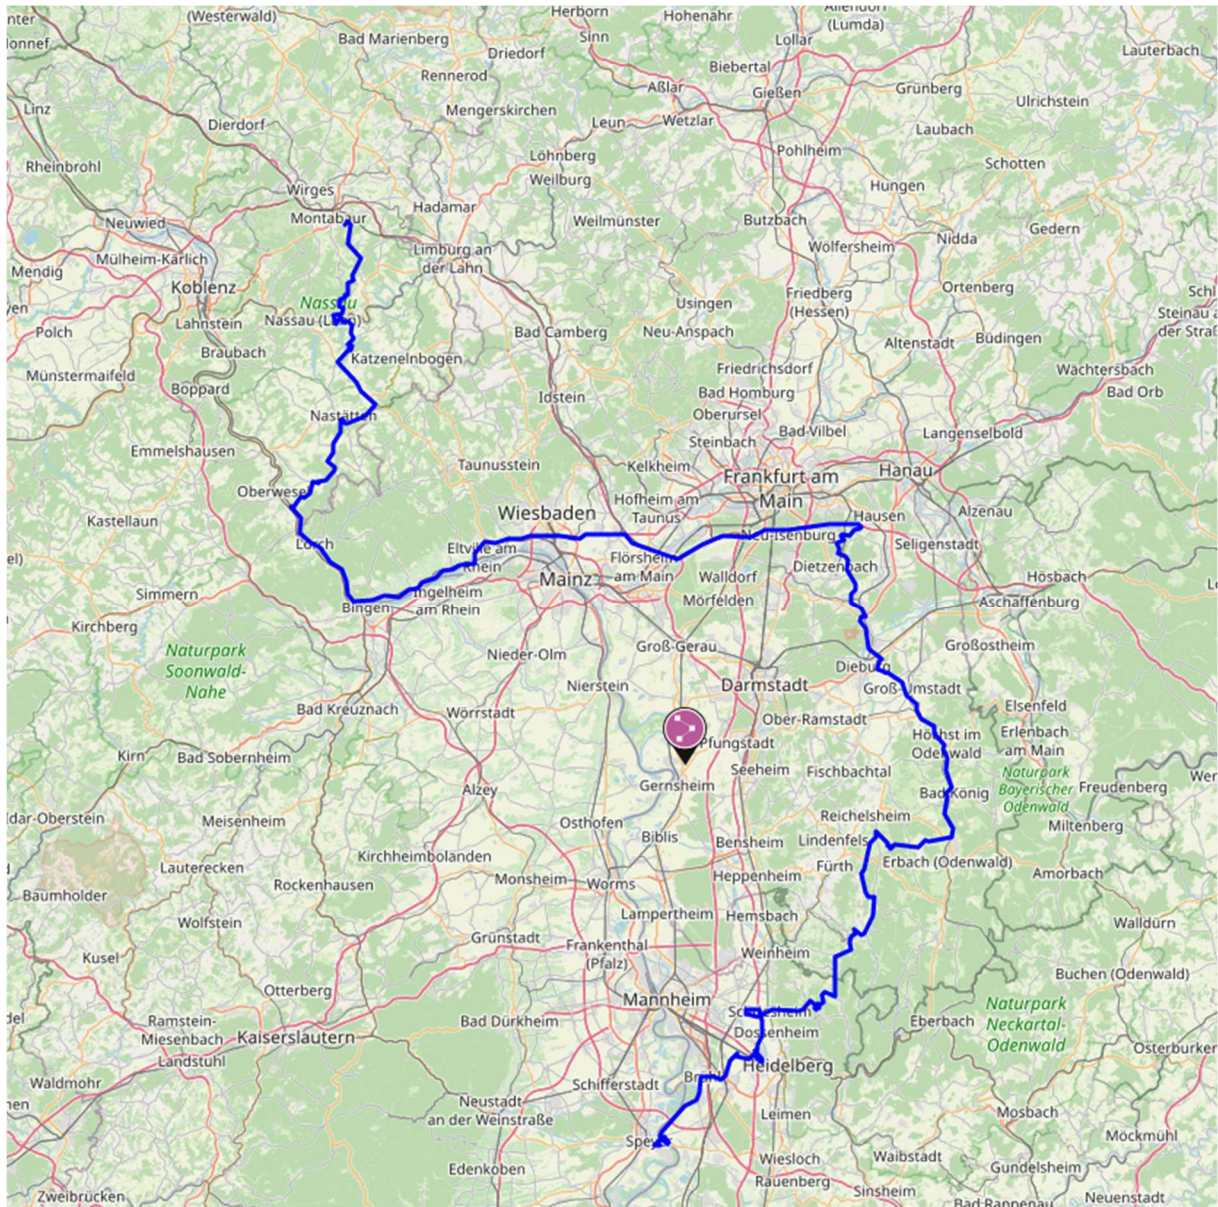 (Westerwald)
Herborn
Hohenahr
(Lumda)
Sinn
Bad Marienberg
Lollar
Driedorf
Lauterbach
Rennerod
Biebertal
Aßlar
Gießen
Grünberg
Linz
Mengerskirchen
Ulrichstein
Dierdorf
Leun
Wetzlar
Laubach
Pohlheim
Rheinbrohl
Löhnberg
Schotten
Weilburg
Wirges
Hungen
Hadamar
Montabaur
Neuwied
Weilmünster
Butzbach
Gedern
Nidda
Limburg an
der Lahn
Wölfersheim
Mülheim-Kärlich
Mendig
Koblenz
Ortenberg
Friedberg
(Hessen)
Nassau
Usingen
Nassau (Lahn)
Lahnstein
Polch
Bad Camberg
Neu-Anspach
Altenstadt
Büdingen
Braubach
Katzenelnbogen
Münstermaifeld
Boppard
Friedrichsdorf
Wächtersbach
Bad Homburg
Bad Orb
Idstein
Oberursel
Nastätten
Bad Vilbel
Langenselbold
Steinbach
Emmelshausen
Taunusstein
Kelkheim
Hanau
Frankfurt am
Main
Oberwesel
Hofheim am
Taunus
Wiesbaden
Alzenau
Hausen
Kastellaun
Neu-Isenburg
Seligenstadt
Lorch
Eltville am
Rhein
Flörsheim
am Main
Dietzenbach
Mainz
Walldorf
Hösbach
Simmern
Ingelheim
am Rhein
Mörfelden
Aschaffenburg
Bingen
Kirchberg
Großostheim
Naturpark
Soonwald-
Nahe
Nieder-Olm
Groß-Gerau
Dieburg
Nierstein
Darmstadt
Groß-Umstadt
Bad Kreuznach
Wörrstadt
Elsenfeld
Ober-Ramstadt
Erlenbach
am Main
Höchst im
Odenwald
Pfungstadt
Kirn
Bad Sobernheim
Seeheim
Fischbachtal
Naturpark
Bayerischer
Odenwald
Gernsheim
Alzey
Bad König
Freudenberg
Reichelsheim
Meisenheim
Osthofen
Miltenberg
Biblis
Bensheim
Lindenfels
Kirchheimbolanden
Erbach (Odenwald)
Lauterecken
Fürth
Amorbach
Heppenheim
Monsheim
Worms
Baumholder
Rockenhausen
Lampertheim
Hemsbach
Wolfstein
Walldürn
Grünstadt
Frankenthal
(Pfalz)
Weinheim
Kusel
Buchen (Odenwald)
Otterberg
Mannheim
Naturpark
Neckartal-
Odenwald
Schriesheim
Ramstein-
Miesenbach
Bad Dürkheim
Eberbach
Dossenheim
Kaiserslautern
Osterburken
Landstuhl
Heidelberg
Brühl
Waldmohr
Schifferstadt
Neustadt
an der Weinstraße
Leimen
Mosbach
Möckmühl
Speyer
Waibstadt
Wiesloch
Edenkoben
Gundelsheim
Rauenberg
Sinsheim
Zweibrücken
Neuenstadt
Bad Rappenau